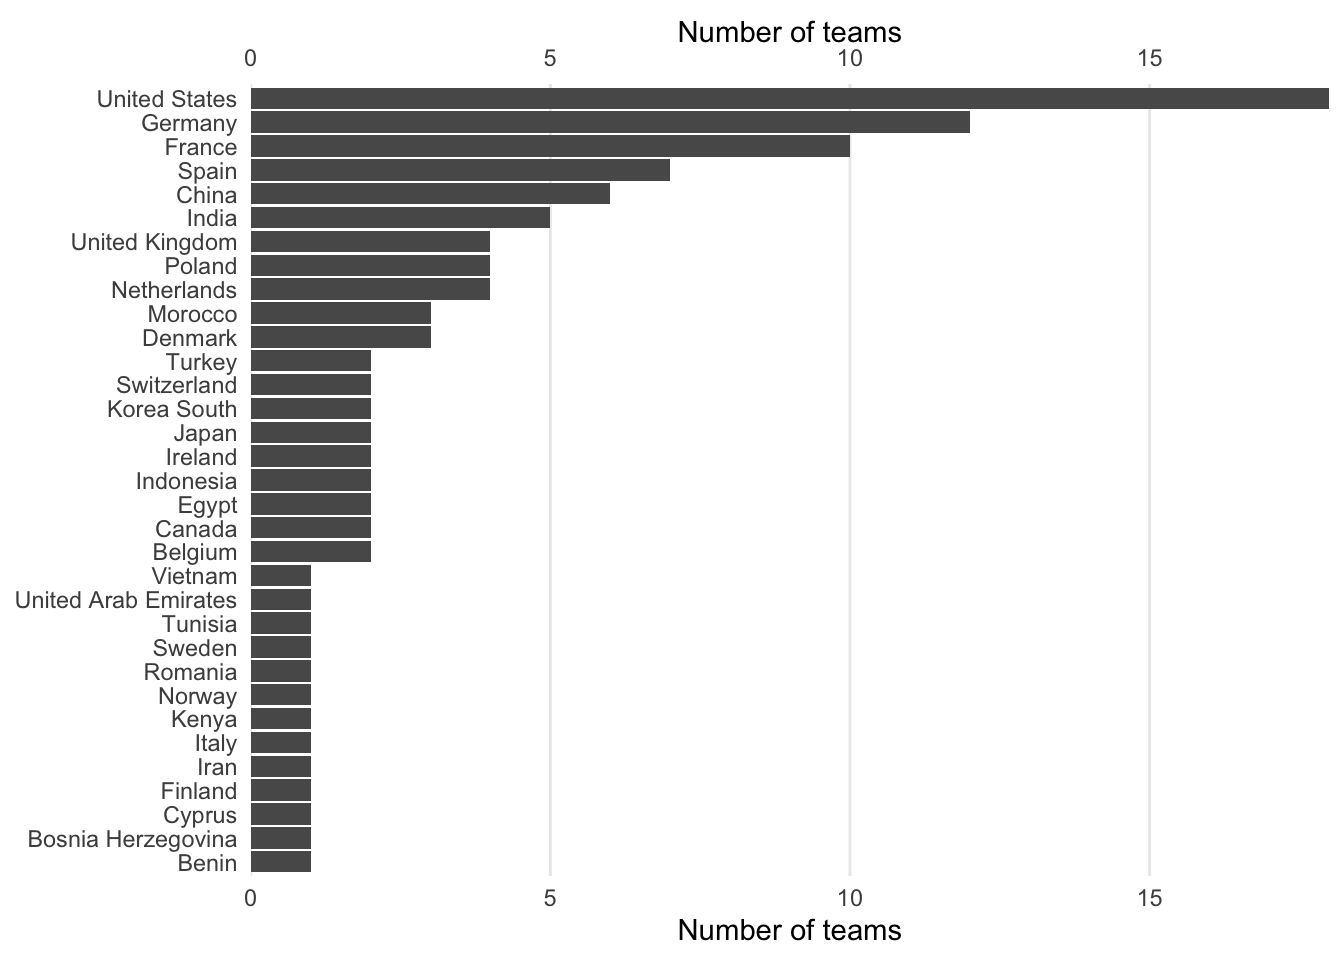 Number of teams
0 5 10 15
United States
Germany
France
Spain
China
India
United Kingdom
Poland
Netherlands
Morocco
Denmark
Turkey
Switzerland
Korea South
Japan
Ireland
Indonesia
Egypt
Canada
Belgium
Vietnam
United Arab Emirates
Tunisia
Sweden
Romania
Norway
Kenya
Italy
Iran
Finland
Cyprus
Bosnia Herzegovina
Benin
0 5 10 15
Number of teams